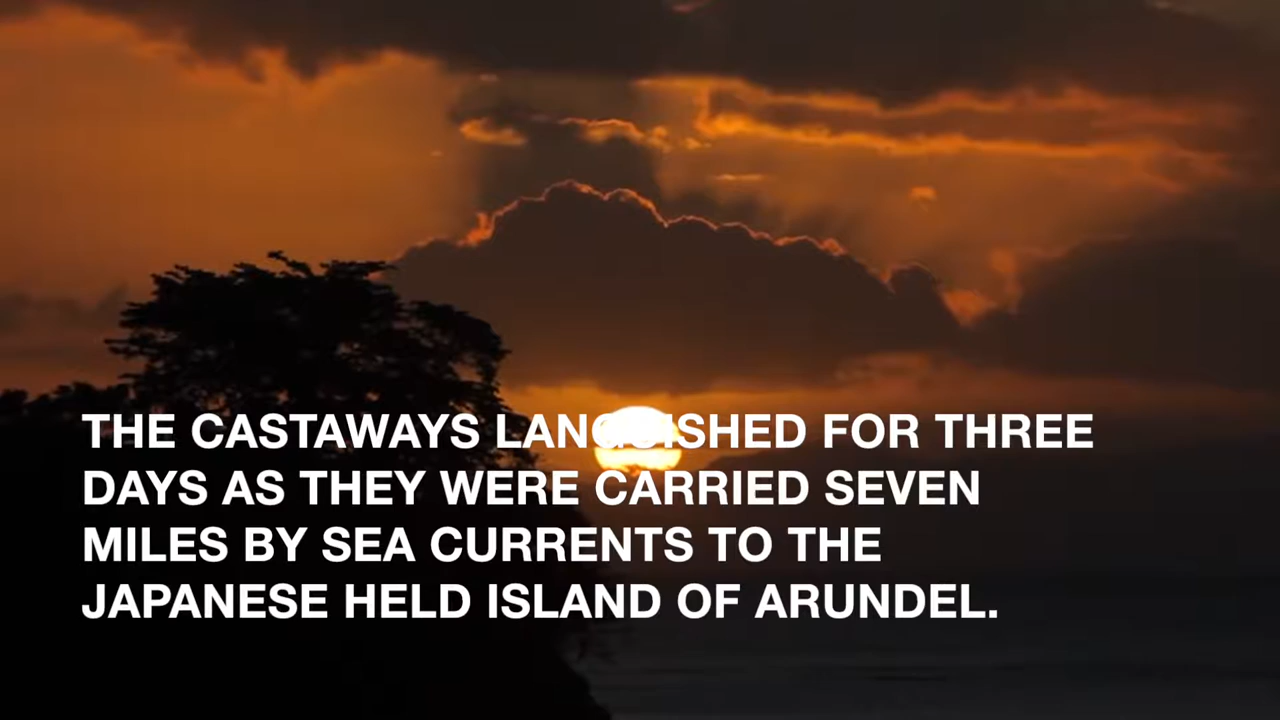 THE CASTAWAYS LANGUISHED FOR THREE
DAYS AS THEY WERE CARRIED SEVEN
MILES BY SEA CURRENTS TO THE
JAPANESE HELD ISLAND OF ARUNDEL.